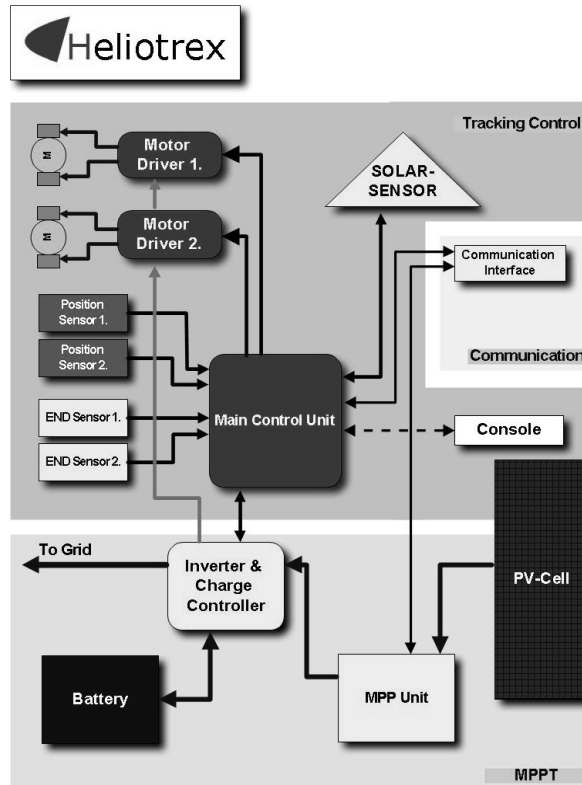 Heliotrex
Tracking Control
M
Motor
Driver 1.
M
Motor
Driver 2.
SOLAR-
SENSOR
Communication
Interface
Communication
Position
Sensor 1.
Position
Sensor 2.
END Sensor 1.
END Sensor 2.
Main Control Unit
Console
To Grid
Inverter &
Charge
Controller
PV-Cell
Battery
MPP Unit
MPPT